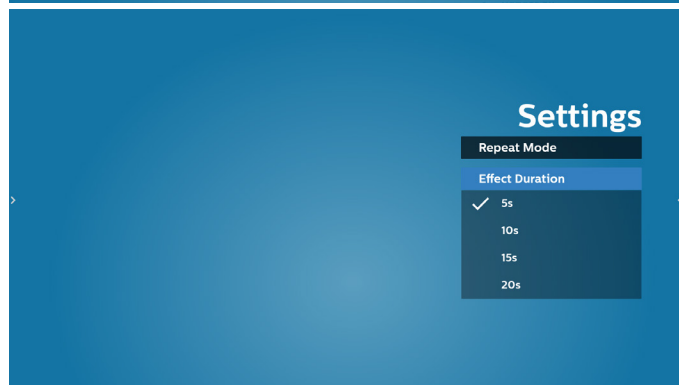 Settings
Repeat Mode
Effect Duration
5s
10s
15s
20s